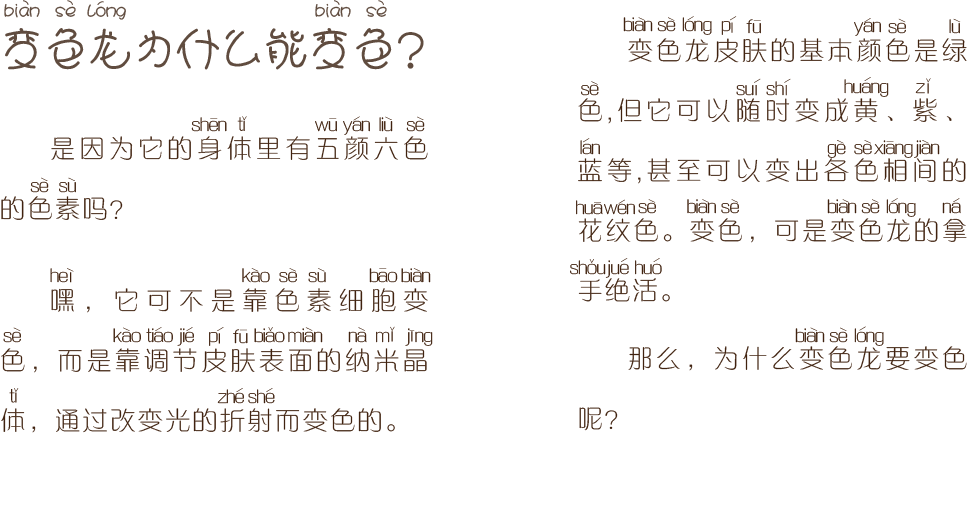 biàn sè lóng biàn sè
变色龙为什么能变色?
shēn tǐ wū yán liù sè
是因为它的身体里有五颜六色
sè sù
的色素吗?
heì kào sè sù bāo biàn
嘿，它可不是靠色素细胞变
sè kào tiáo jié pí fū biǎo miàn nà mǐ jīng
色，而是靠调节皮肤表面的纳米晶
tǐ zhé shé
体，通过改变光的折射而变色的。
biàn sè lóng pí fū yán sè lǜ
变色龙皮肤的基本颜色是绿
sè suí shí huáng zǐ
色,但它可以随时变成黄、紫、
lán gè sè xiāng jiàn
蓝等,甚至可以变出各色相间的
huā wén sè biàn sè biàn sè lóng ná
花纹色。变色，可是变色龙的拿
shǒu jué huó
手绝活。
biàn sè lóng
那么，为什么变色龙要变色
呢?